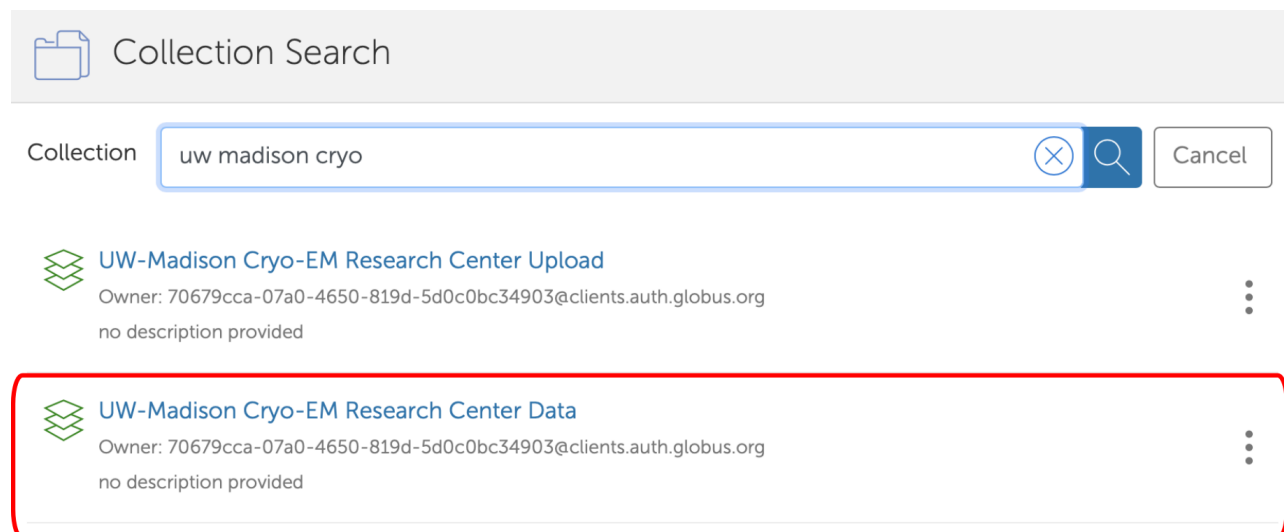 Collection Search
Collection uw madison cryo Cancel
UW-Madison Cryo-EM Research Center Upload
Owner: 70679cca-07a0-4650-819d-5d0c0bc34903@clients.auth.globus.org
no description provided
UW-Madison Cryo-EM Research Center Data
Owner: 70679cca-07a0-4650-819d-5d0c0bc34903@clients.auth.globus.org
no description provided